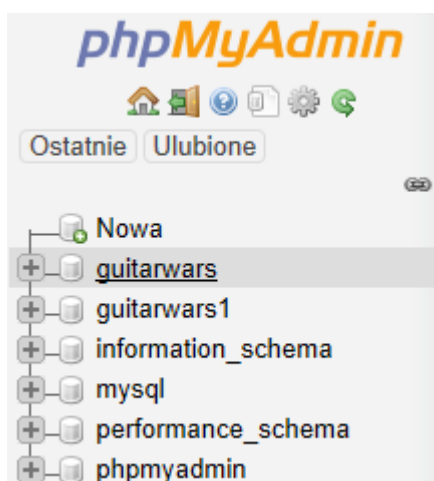 phpMyAdmin
Ostatnie Ulubione
Nowa
guitarwars
guitarwars1
information_schema
mysql
performance_schema
phpmyadmin